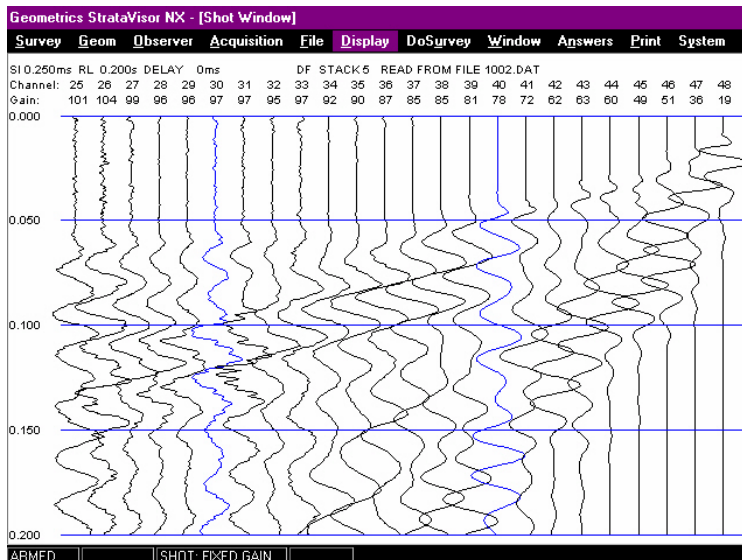 Geometrics StrataVisor NX - [Shot Window]
Survey Geom Observer Acquisition File Display DoSurvey Window Answers Print System
SI 0.250ms RL 0.200s DELAY 0ms DF STACK 5 READ FROM FILE 1002.DAT
Channel: 25 26 27 28 29 30 31 32 33 34 35 36 37 38 39 40 41 42 43 44 45 46 47 48
Gain: 101 104 99 96 96 97 97 95 97 92 90 87 85 85 81 78 72 62 63 60 49 51 36 19
0.000
0.050
0.100
0.150
0.200
ARMED SHOT: FIXED GAIN